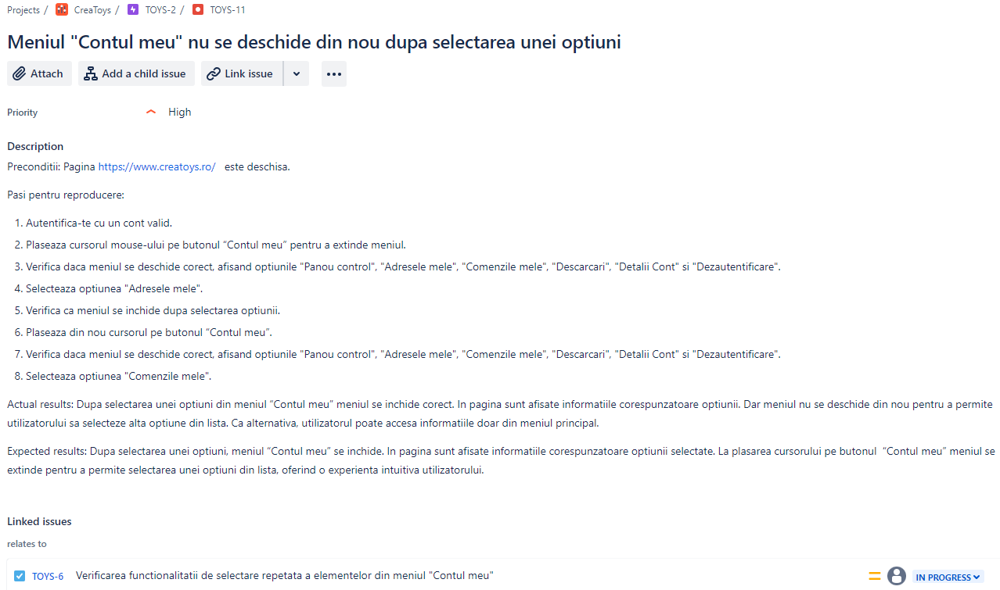 Projects / CreaToys / TOYS-2 / TOYS-11
Meniul "Contul meu" nu se deschide din nou dupa selectarea unei optiuni
Attach Add a child issue Link issue
Priority High
Description
Preconditii: Pagina https://www.creatoys.ro/ este deschisa.
Pasi pentru reproducere:
1. Autentifica-te cu un cont valid.
2. Plaseaza cursorul mouse-ului pe butonul “Contul meu” pentru a extinde meniul.
3. Verifica daca meniul se deschide corect, afisand optiunile "Panou control", "Adresele mele", "Comenzile mele", "Descarcari", "Detalii Cont" si "Dezautentificare".
4. Selecteaza optiunea "Adresele mele".
5. Verifica ca meniul se inchide dupa selectarea optiunii.
6. Plaseaza din nou cursorul pe butonul “Contul meu”.
7. Verifica daca meniul se deschide corect, afisand optiunile "Panou control", "Adresele mele", "Comenzile mele", "Descarcari", "Detalii Cont" si "Dezautentificare".
8. Selecteaza optiunea "Comenzile mele".
Actual results: Dupa selectarea unei optiuni din meniul “Contul meu” meniul se inchide corect. In pagina sunt afisate informatiile corespunzatoare optiunii. Dar meniul nu se deschide din nou pentru a permite
utilizatorului sa selecteze alta optiune din lista. Ca alternativa, utilizatorul poate accesa informatiile doar din meniul principal.
Expected results: Dupa selectarea unei optiuni, meniul “Contul meu” se inchide. In pagina sunt afisate informatiile corespunzatoare optiunii selectate. La plasarea cursorului pe butonul “Contul meu” meniul se
extinde pentru a permite selectarea unei optiuni din lista, oferind o experienta intuitiva utilizatorului.
Linked issues
relates to
TOYS-6 Verificarea functionalitatii de selectare repetata a elementelor din meniul "Contul meu" IN PROGRESS